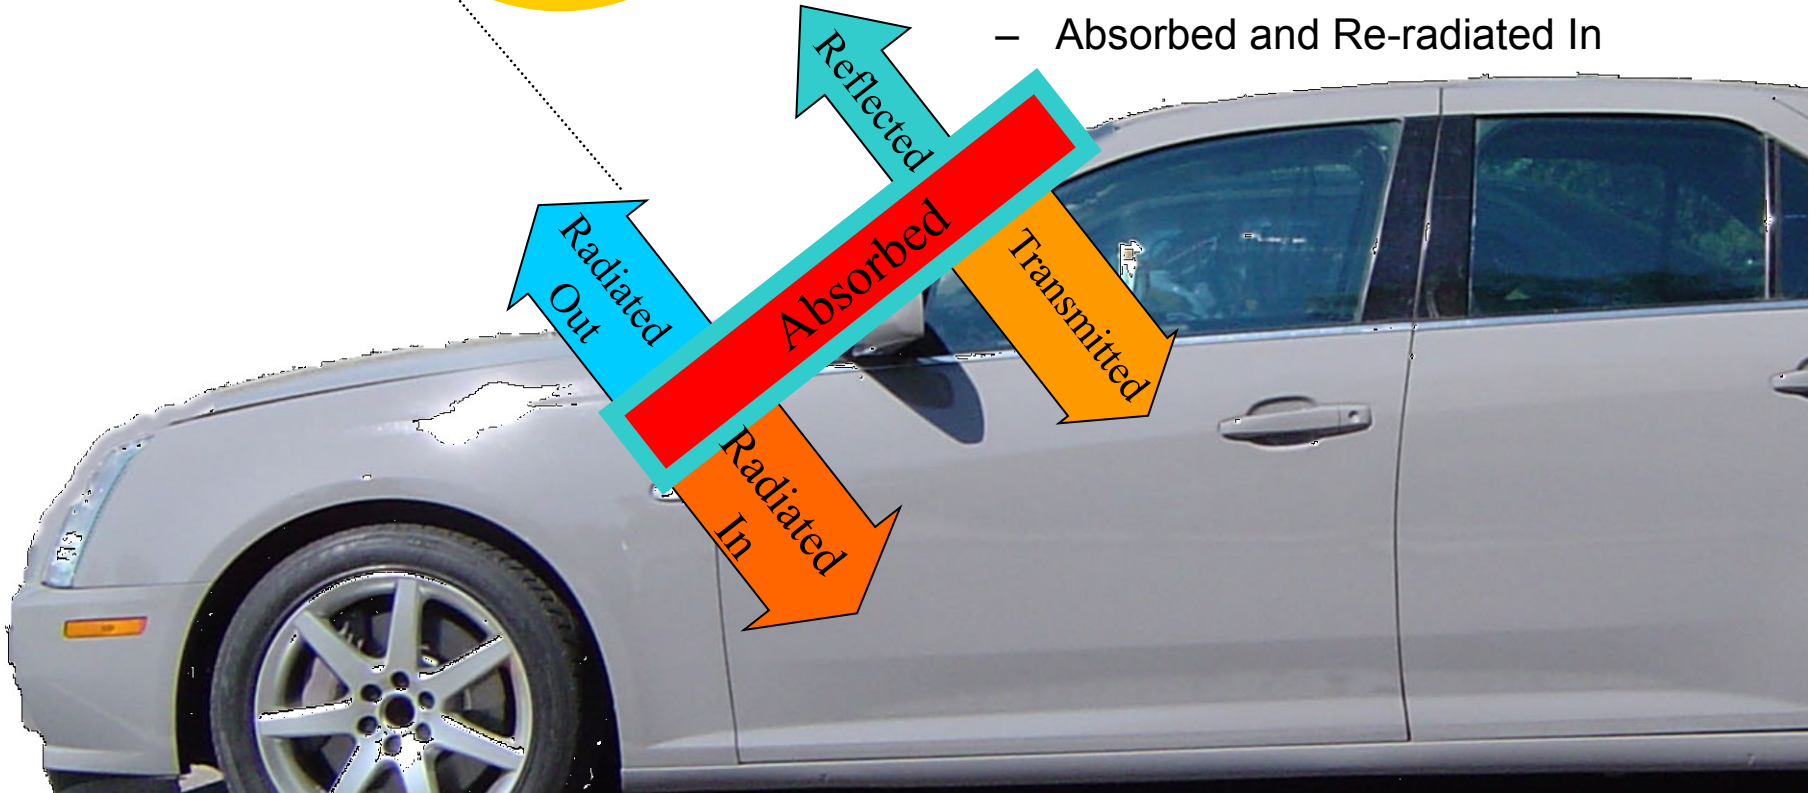 – Absorbed and Re-radiated In
Reflected
Absorbed
Radiated
Out
Transmitted
Radiated
In